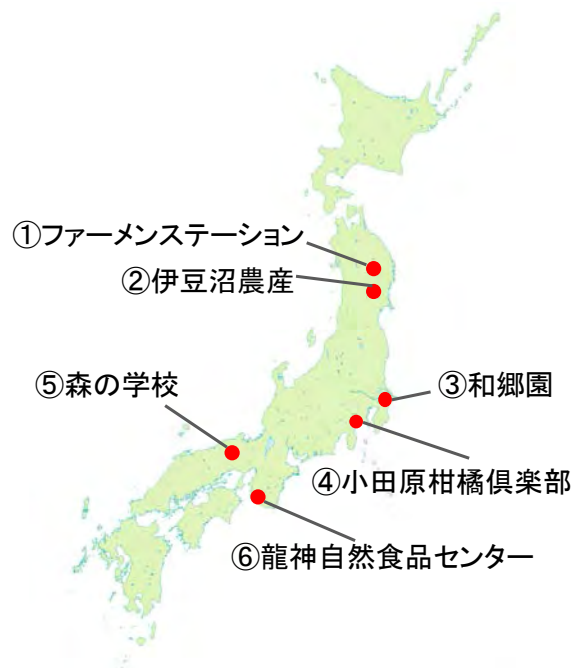 ①ファーメンステーション
②伊豆沼農産
⑤森の学校
③和郷園
④小田原柑橘倶楽部
⑥龍神自然食品センター